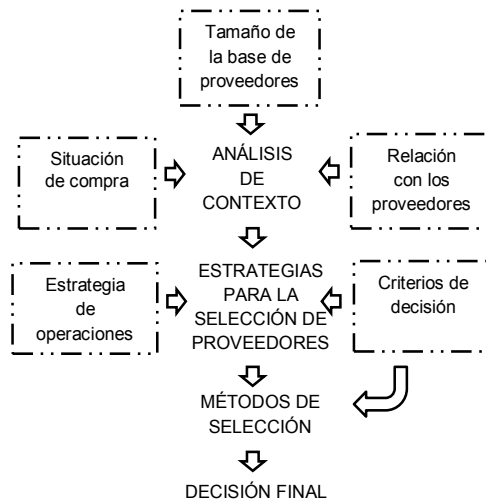 Tamaño de
la base de
proveedores
Situación
de compra
ANÁLISIS
DE
CONTEXTO
Relación
con los
proveedores
Estrategia
de
operaciones
ESTRATEGIAS
PARA LA
SELECCIÓN DE
PROVEEDORES
Criterios de
decisión
MÉTODOS DE
SELECCIÓN
DECISIÓN FINAL